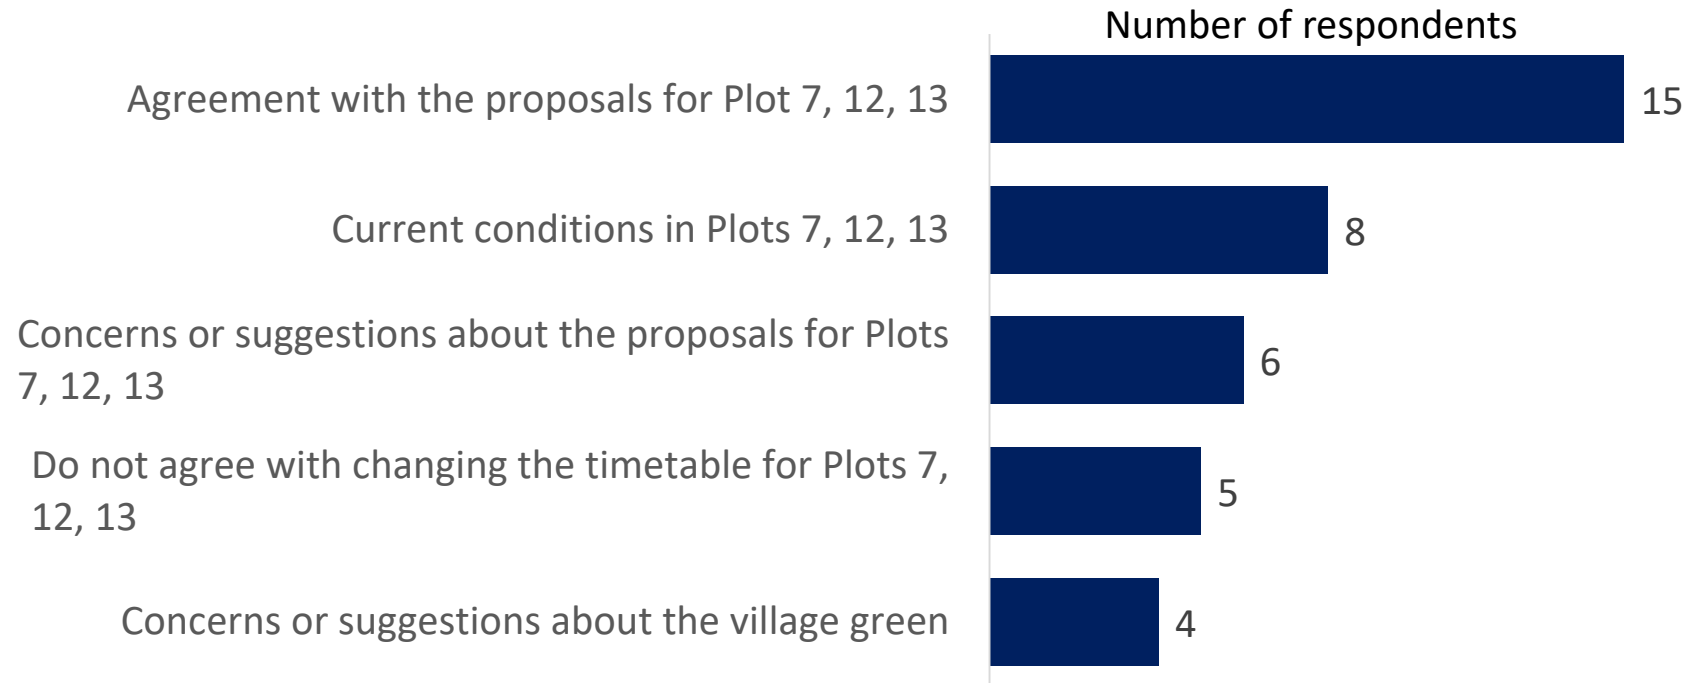 Number of respondents
Agreement with the proposals for Plot 7, 12, 13
15
Current conditions in Plots 7, 12, 13
8
Concerns or suggestions about the proposals for Plots
7, 12, 13
6
Do not agree with changing the timetable for Plots 7,
12, 13
5
Concerns or suggestions about the village green
4